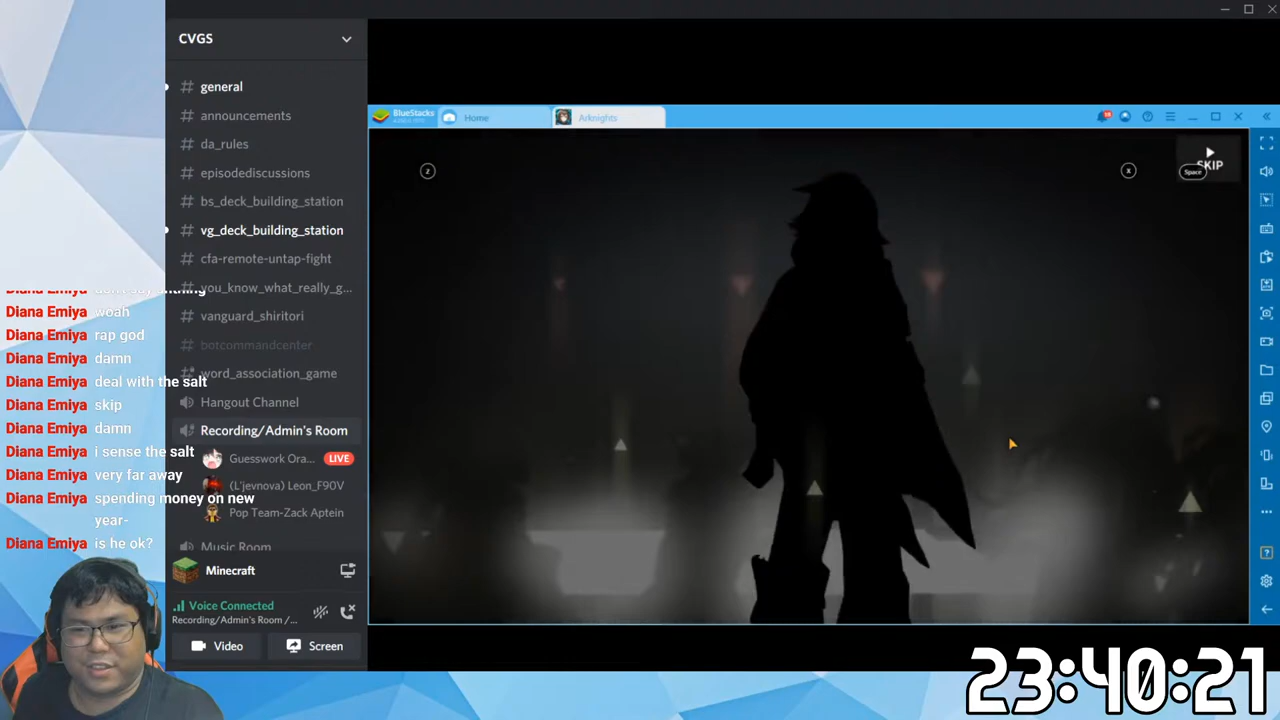 CVGS
general
announcements
da_rules
episodediscussions
bs_deck_building_station
vg_deck_building_station
cfa-remote-untap-fight
you_know_what_really_g...
vanguard_shiritori
botcommandcenter
word_association_game
Hangout Channel
Recording/Admin's Room
Guesswork Ora... LIVE
(L'jevnova) Leon_F90V
Pop Team-Zack Aptein
Music Room
Minecraft
Voice Connected
Recording/Admin's Room /...
Video Screen
BlueStacks Home Arknights
Z X
SKIP
Space
Diana Emiya
Diana Emiya woah
Diana Emiya rap god
Diana Emiya damn
Diana Emiya deal with the salt
Diana Emiya skip
Diana Emiya damn
Diana Emiya i sense the salt
Diana Emiya very far away
Diana Emiya spending money on new
year-
Diana Emiya is he ok?
23:40:21